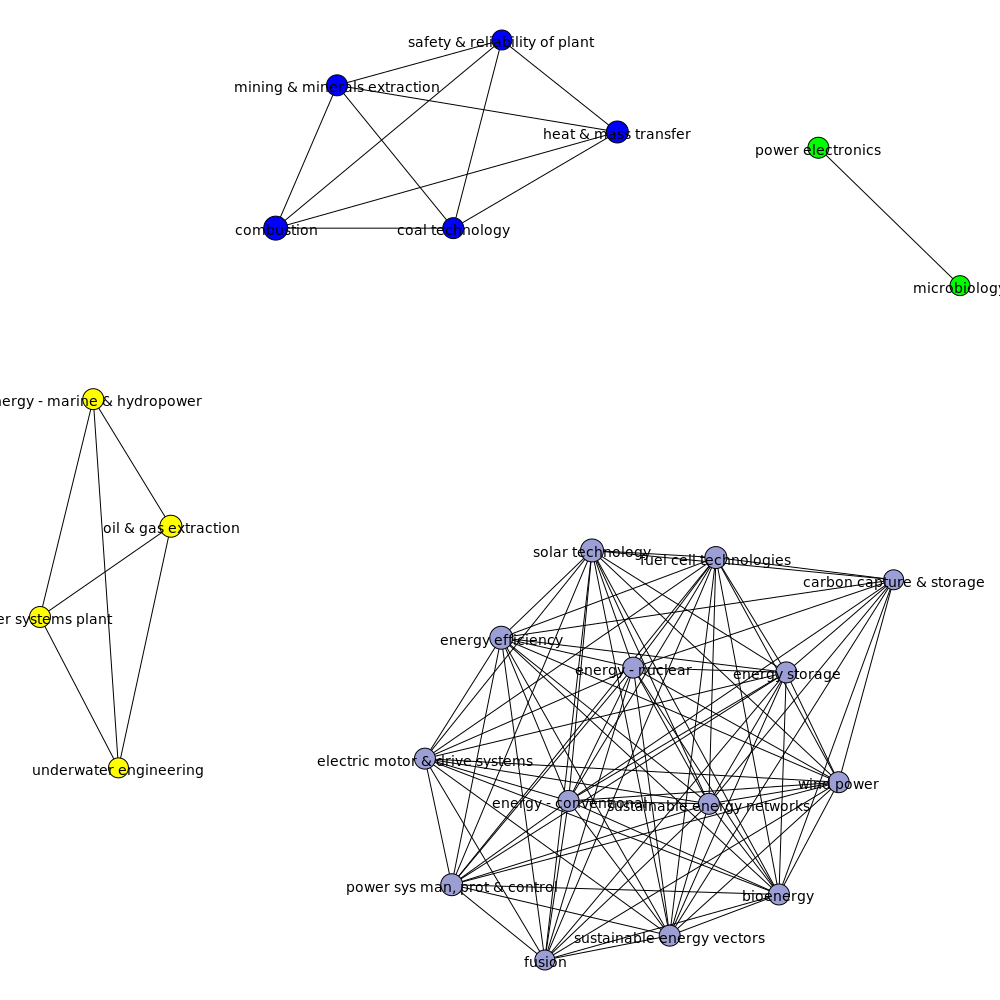 safety & reliability of plant
mining & minerals extraction
heat & mass transfer
power electronics
combustion
coal technology
microbiology
nergy - marine & hydropower
oil & gas extraction
solar technology
fuel cell technologies
carbon capture & storage
er systems plant
energy efficiency
energy - nuclear
energy storage
electric motor & drive systems
underwater engineering
wind power
energy - conventional
sustainable energy networks
power sys man, prot & control
bioenergy
sustainable energy vectors
fusion